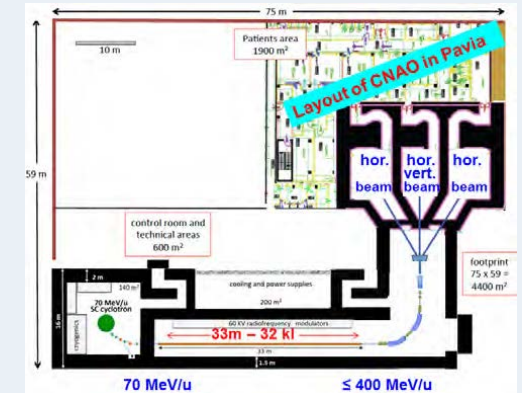 75 m
10 m
Patients area
1900 m²
Layout of CNAO in Pavia
59 m
hor.
beam
hor.
vert.
beam
hor.
beam
control room and
technical areas
600 m²
footprint
75 x 59 =
4400 m²
2 m
140 m²
cooling and power supplies
200 m²
70 MeV/u
SC cyclotron
16 m
cryogenics
60 kV radiofrequency modulators
33m – 32 kl
33 m
1.5 m
70 MeV/u
≤ 400 MeV/u